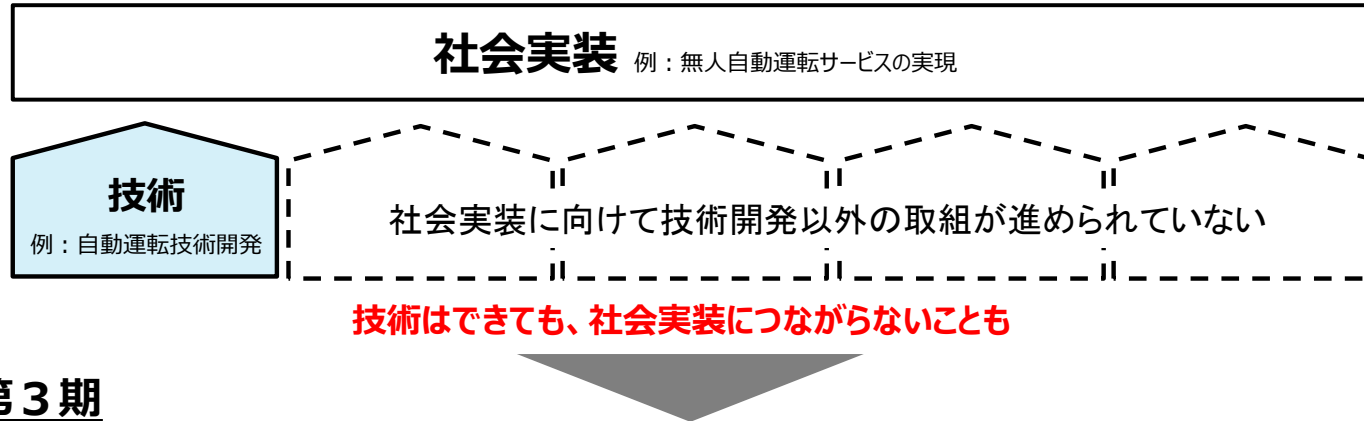 社会実装 例：無人自動運転サービスの実現
技術
例：自動運転技術開発
社会実装に向けて技術開発以外の取組が進められていない
技術はできても、社会実装につながらないことも
第３期